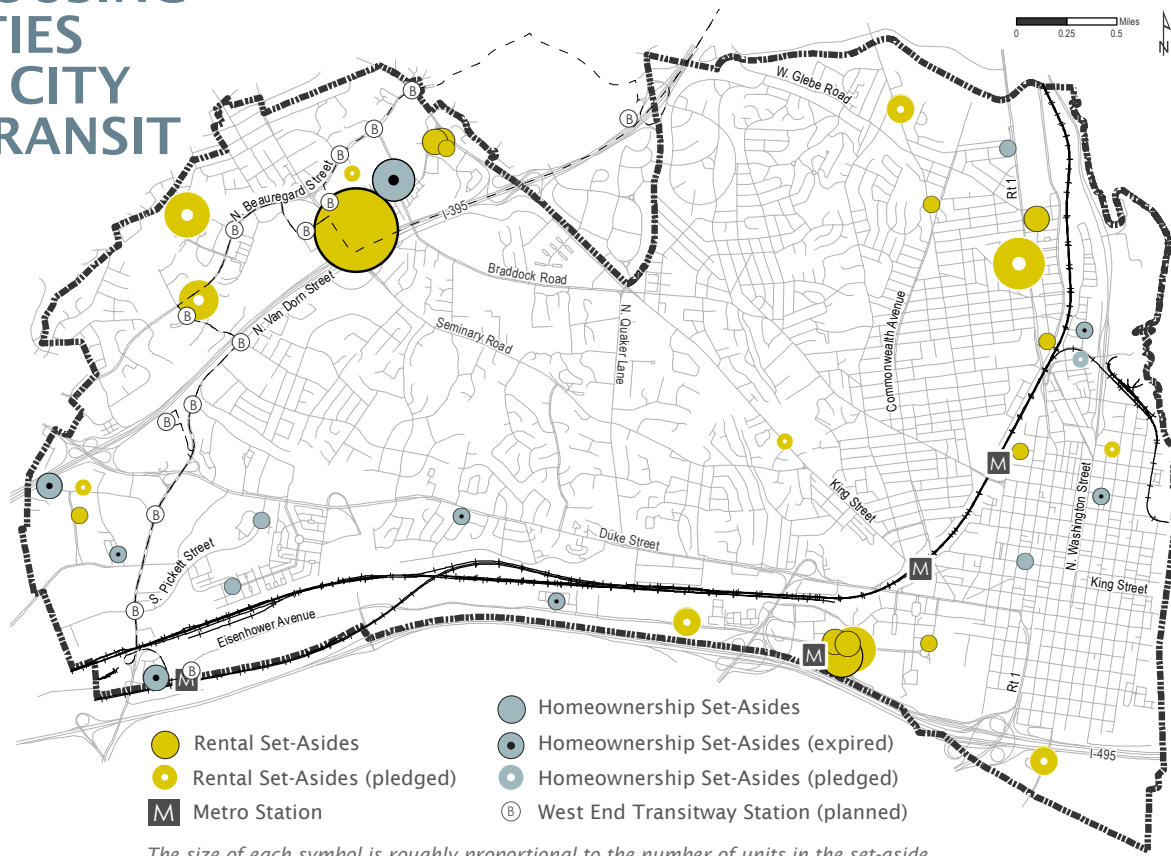 OUSING
TIES
CITY
RANSIT
Miles
0 0.25 0.5
N
W. Glebe Road
B
B
B
B
N. Beauregard Street
Rt 1
B
B
I-395
B
B
Braddock Road
N. Van Dorn Street
B
B
Seminary Road
N. Quaker Lane
Commonwealth Avenue
B
B
M
King Street
N. Washington Street
B
Duke Street
S. Pickett Street
M
King Street
B
Eisenhower Avenue
M
B
M
Rt 1
I-495
Rental Set-Asides
Rental Set-Asides (pledged)
M Metro Station
Homeownership Set-Asides
Homeownership Set-Asides (expired)
Homeownership Set-Asides (pledged)
B West End Transitway Station (planned)
The size of each symbol is roughly proportional to the number of units in the set-aside